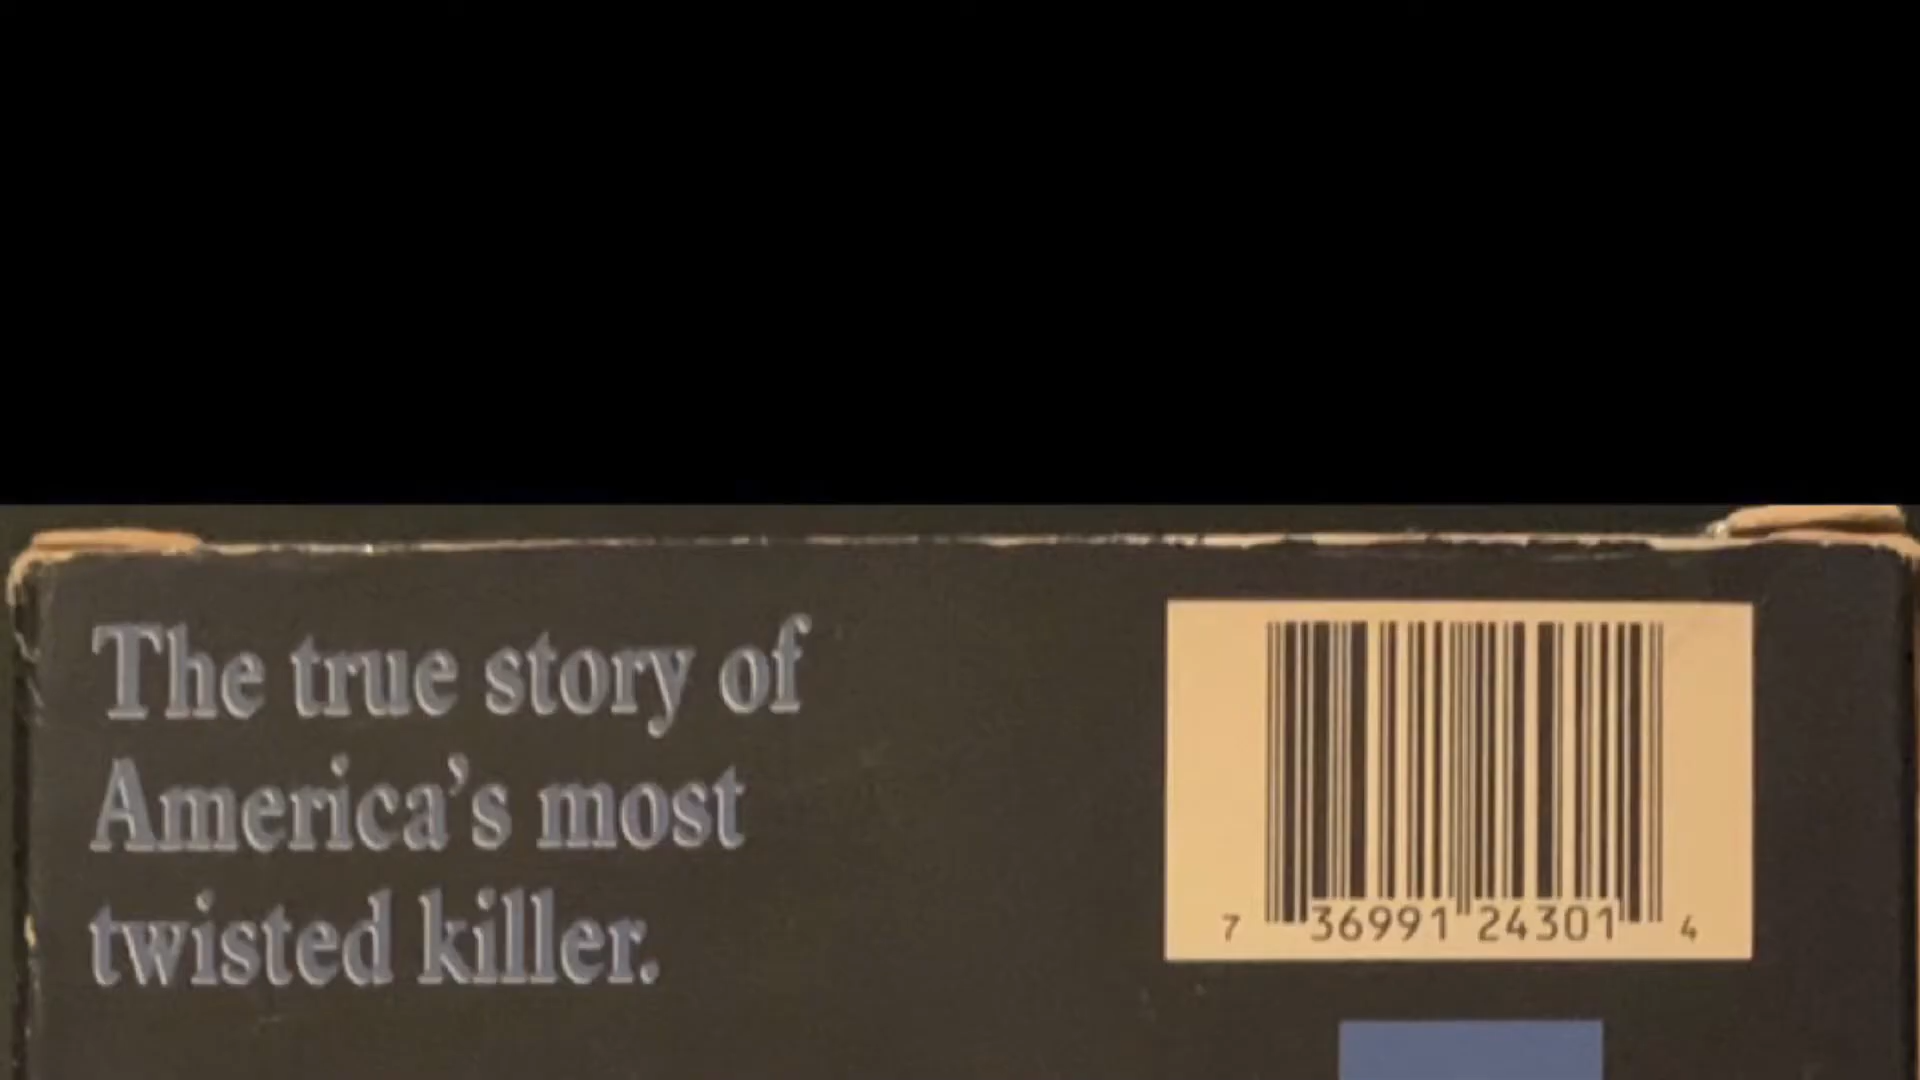 The true story of
America's most
twisted killer.
7 36991 24301 4